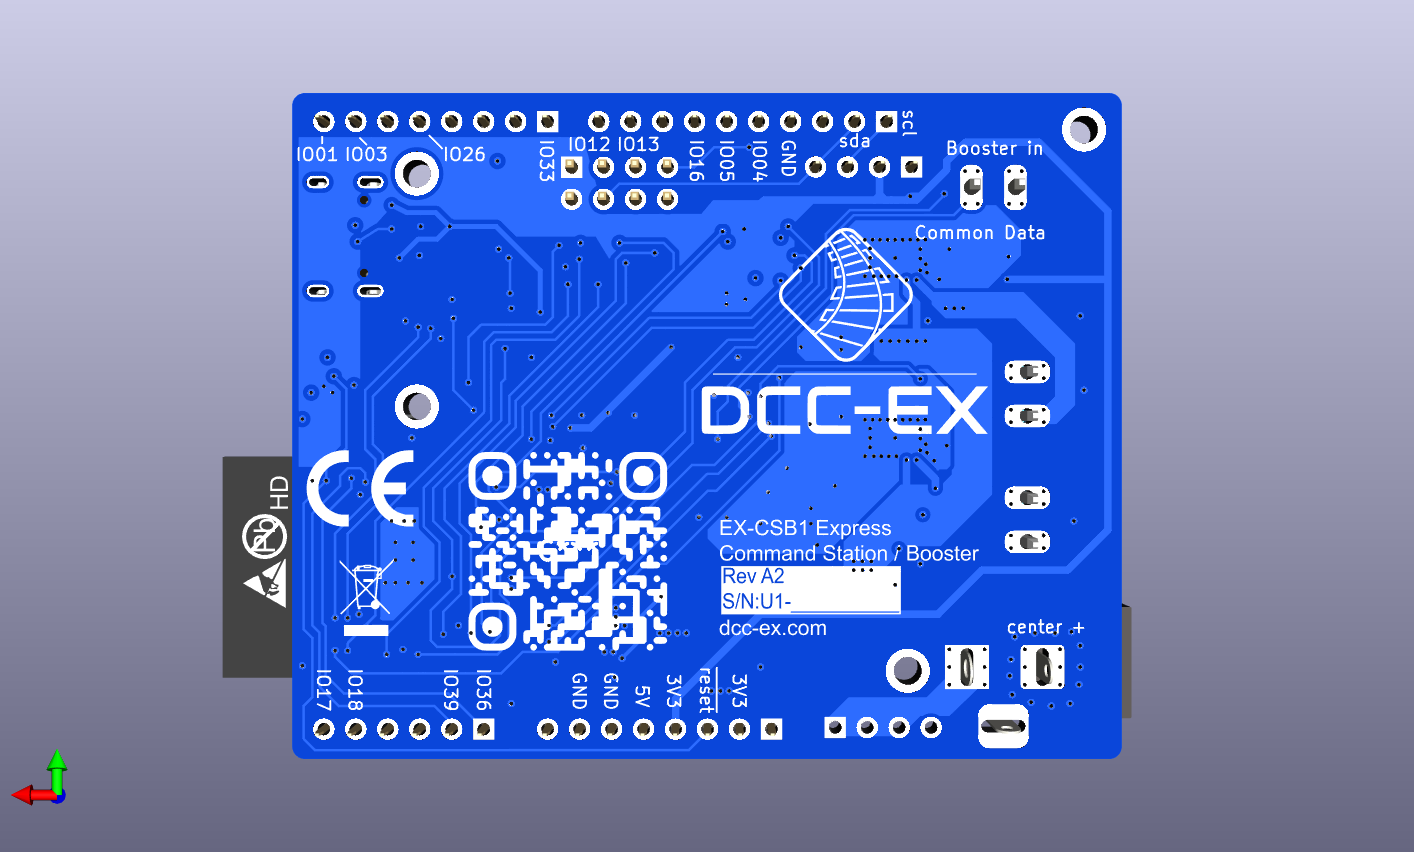 scl
IO12 IO13
sda
IO01 IO03
IO26
IO33
IO16
IO05
IO04
GND
Booster in
Common Data
DCC-EX
CE
HD
Pb
EX-CSB1 Express
Command Station / Booster
Rev A2
S/N:U1-__________
dcc-ex.com
center +
IO17
IO18
IO39
IO36
GND
GND
5V
3V3
reset
3V3